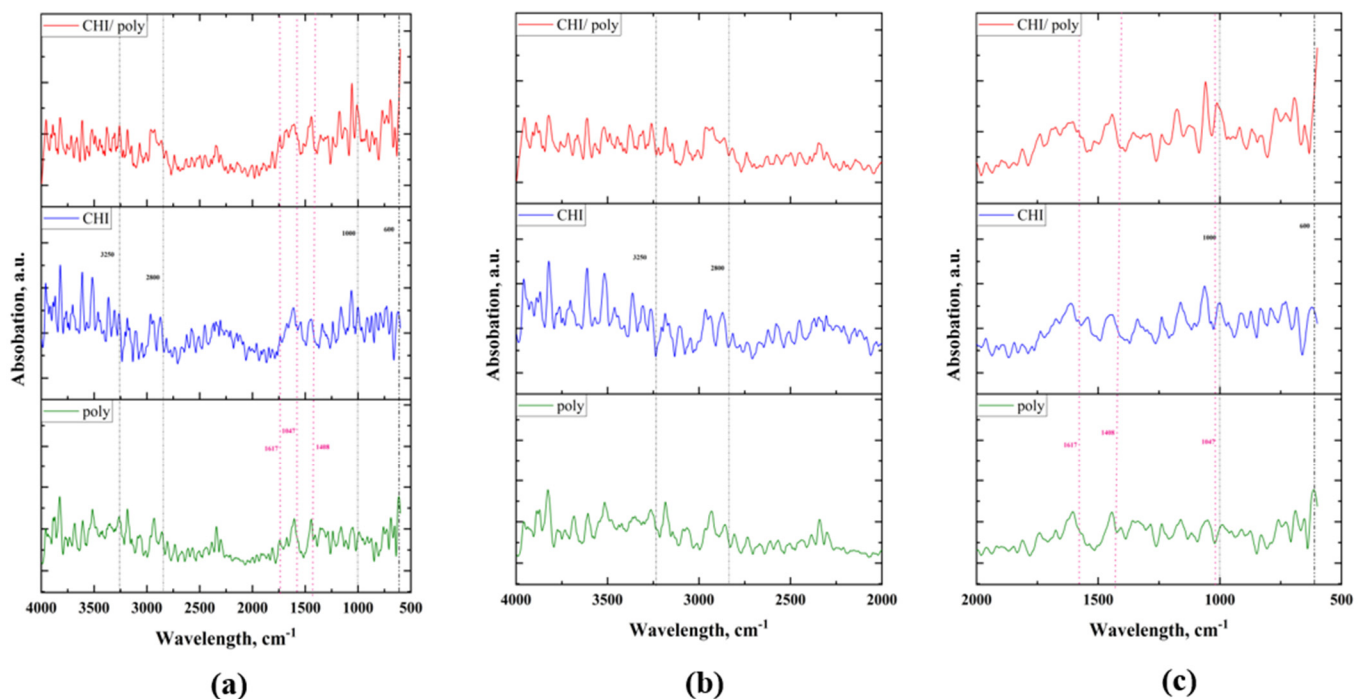 CHI/ poly
CHI
3250
2800
1000
600
poly
1617
1047
1408
Absobation, a.u.
4000 3500 3000 2500 2000 1500 1000 500
Wavelength, cm-1
(a)
CHI/ poly
CHI
3250
2800
poly
Absobation, a.u.
4000 3500 3000 2500 2000
Wavelength, cm-1
(b)
CHI/ poly
CHI
1000
600
poly
1617
1408
1047
Absobation, a.u.
2000 1500 1000 500
Wavelength, cm-1
(c)